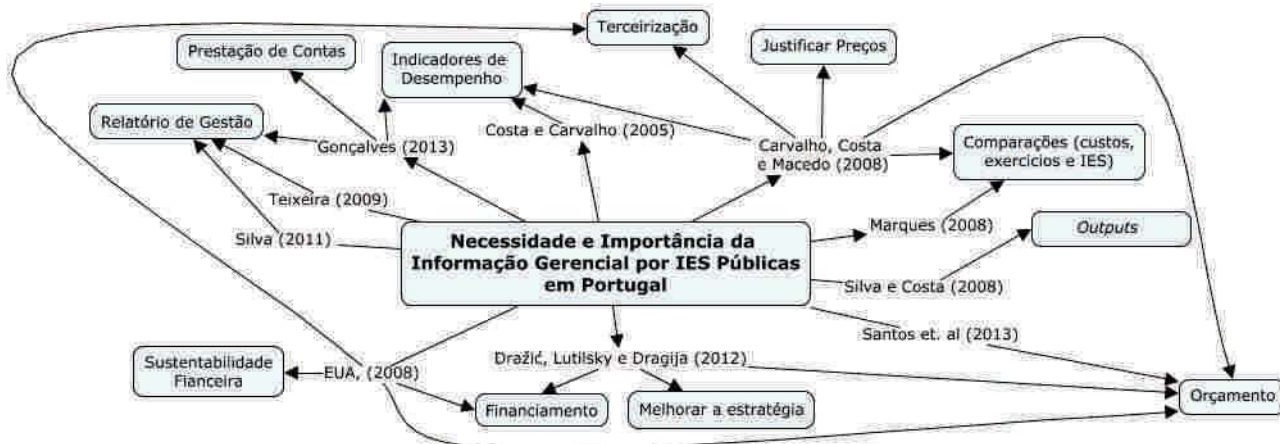 Terceirização
Prestação de Contas
Justificar Preços
Indicadores de
Desempenho
Relatório de Gestão
Costa e Carvalho (2005)
Gonçalves (2013)
Carvalho, Costa
e Macedo (2008)
Comparações (custos,
exercícios e IES)
Teixeira (2009)
Marques (2008)
Outputs
Silva (2011)
Necessidade e Importância da
Informação Gerencial por IES Públicas
em Portugal
Silva e Costa (2008)
Santos et. al (2013)
Sustentabilidade
Fianceira
EUA, (2008)
Dražić, Lutilsky e Dragija (2012)
Financiamento
Melhorar a estratégia
Orçamento